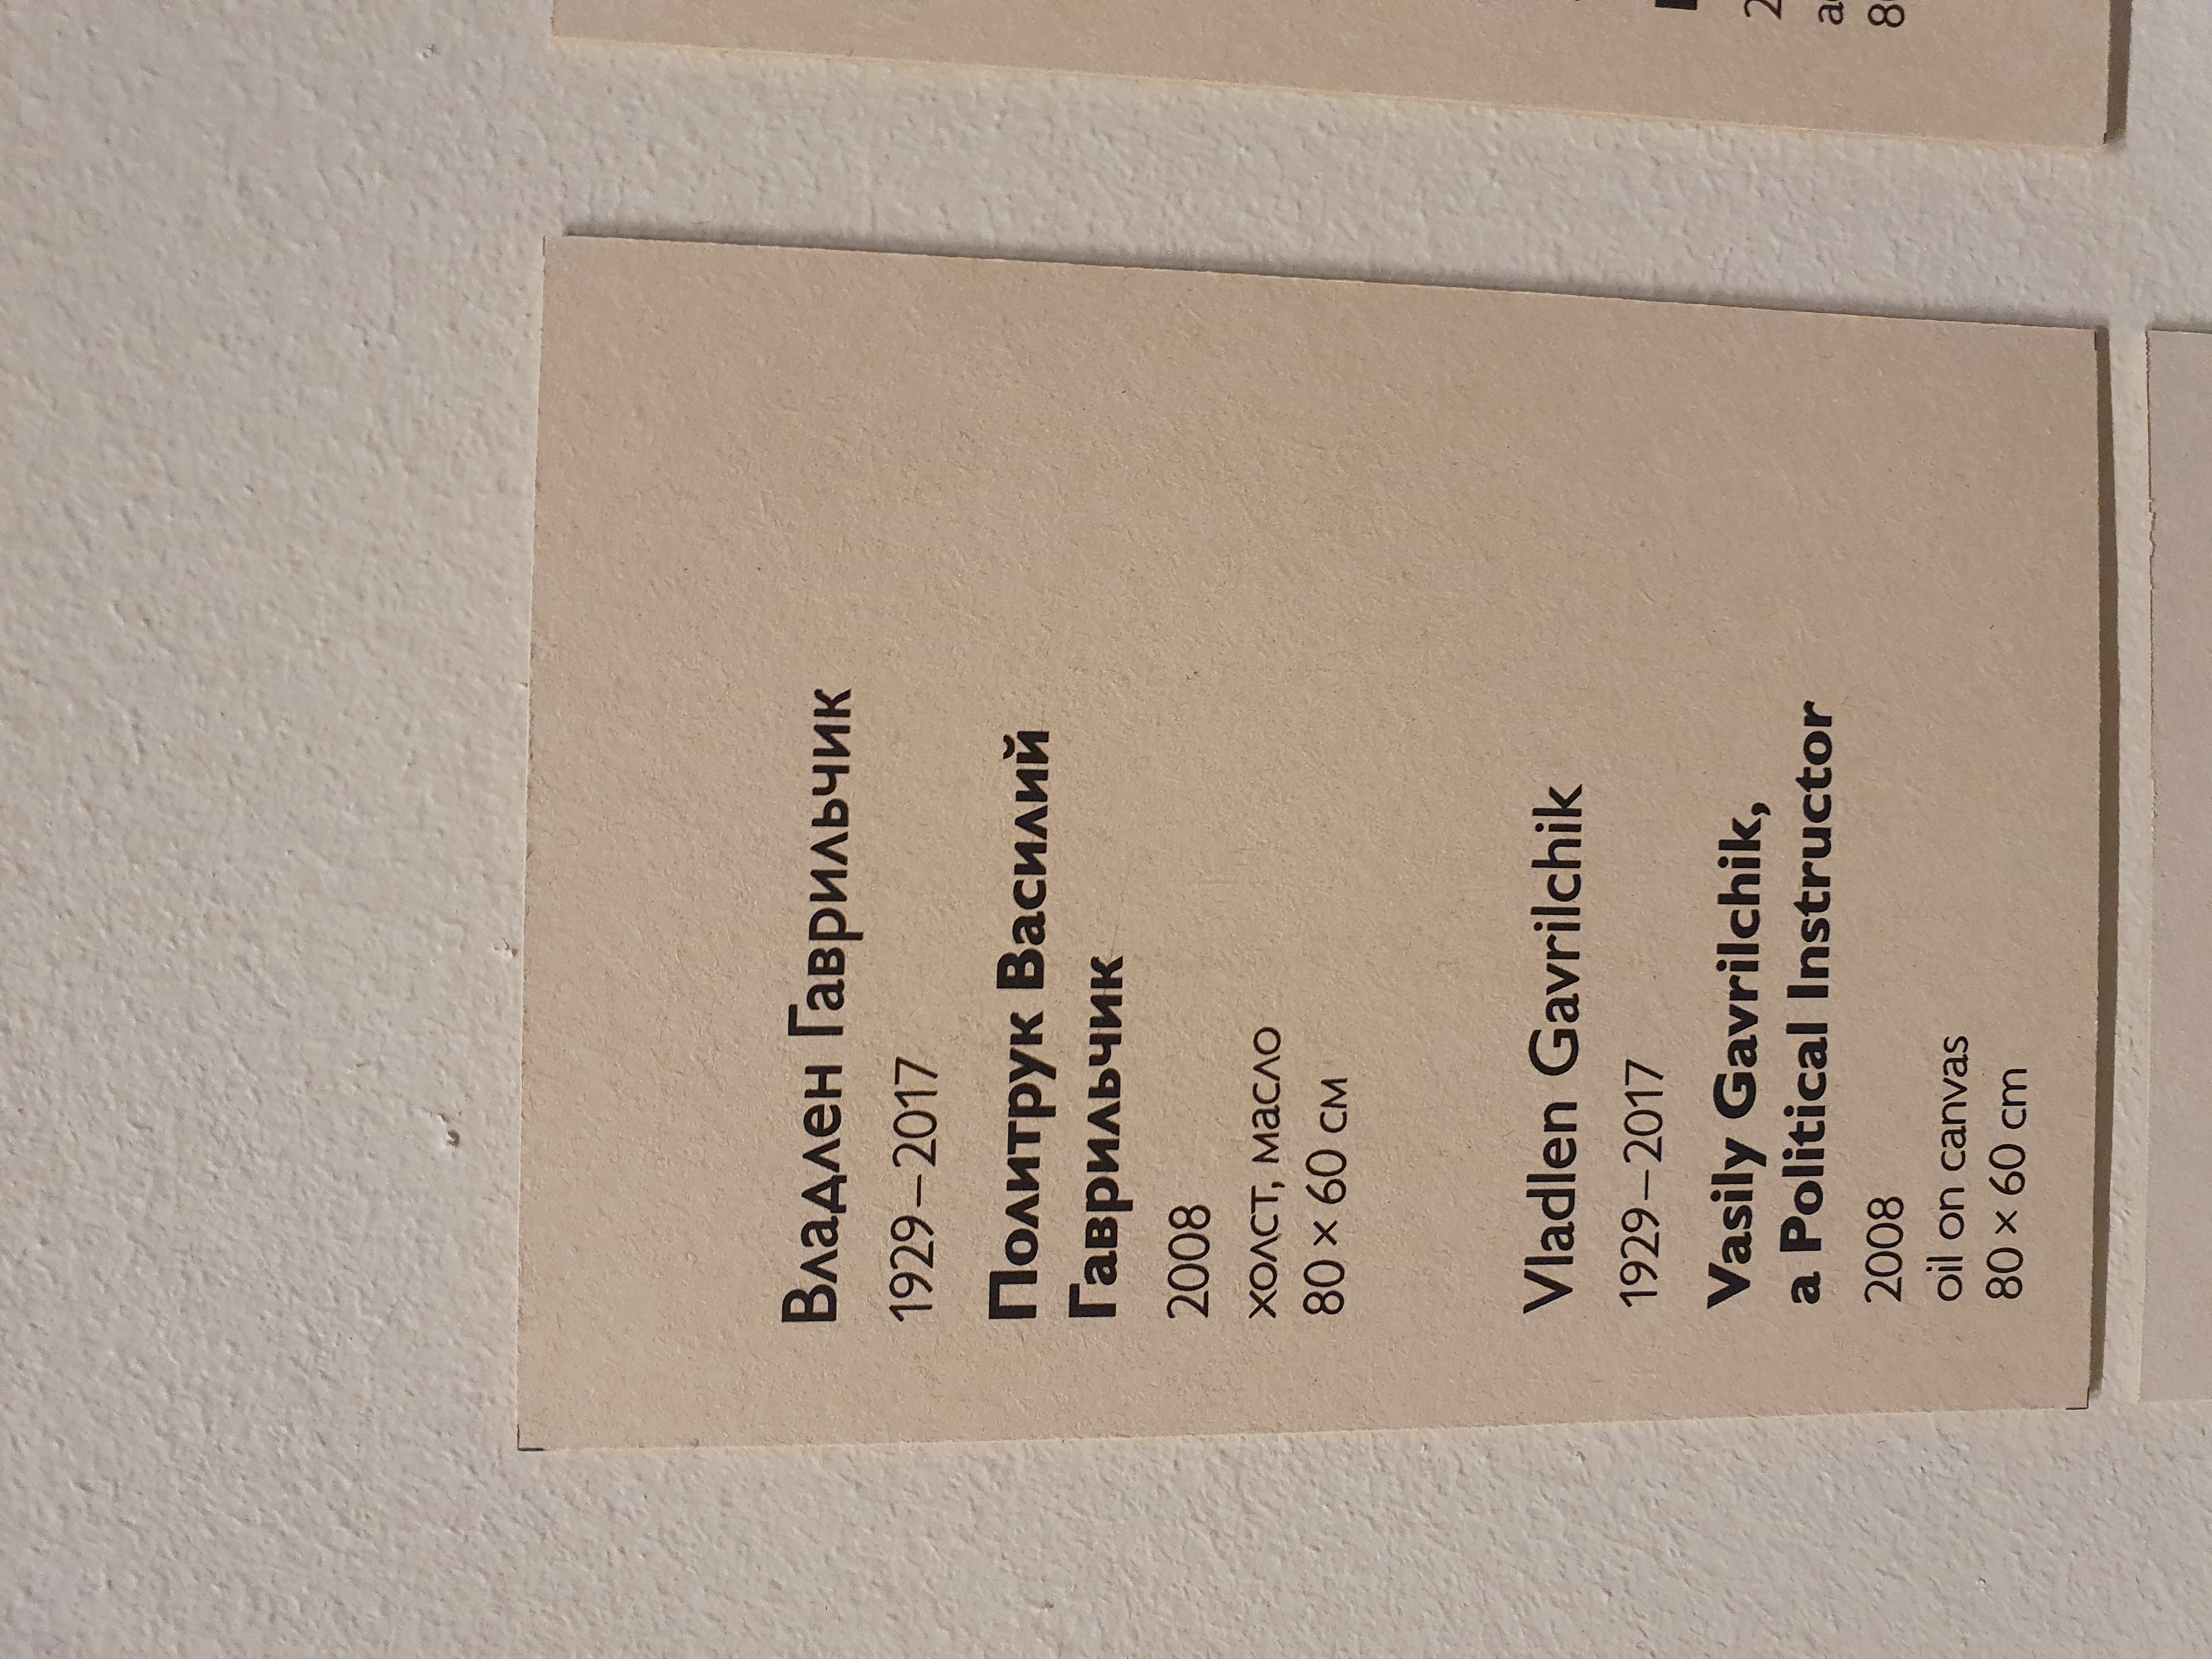 Владлен Гаврильчик
1929–2017
Политрук Василий
Гаврильчик
2008
холст, масло
80 × 60 см
Vladlen Gavrilchik
1929–2017
Vasily Gavrilchik,
a Political Instructor
2008
oil on canvas
80 × 60 cm